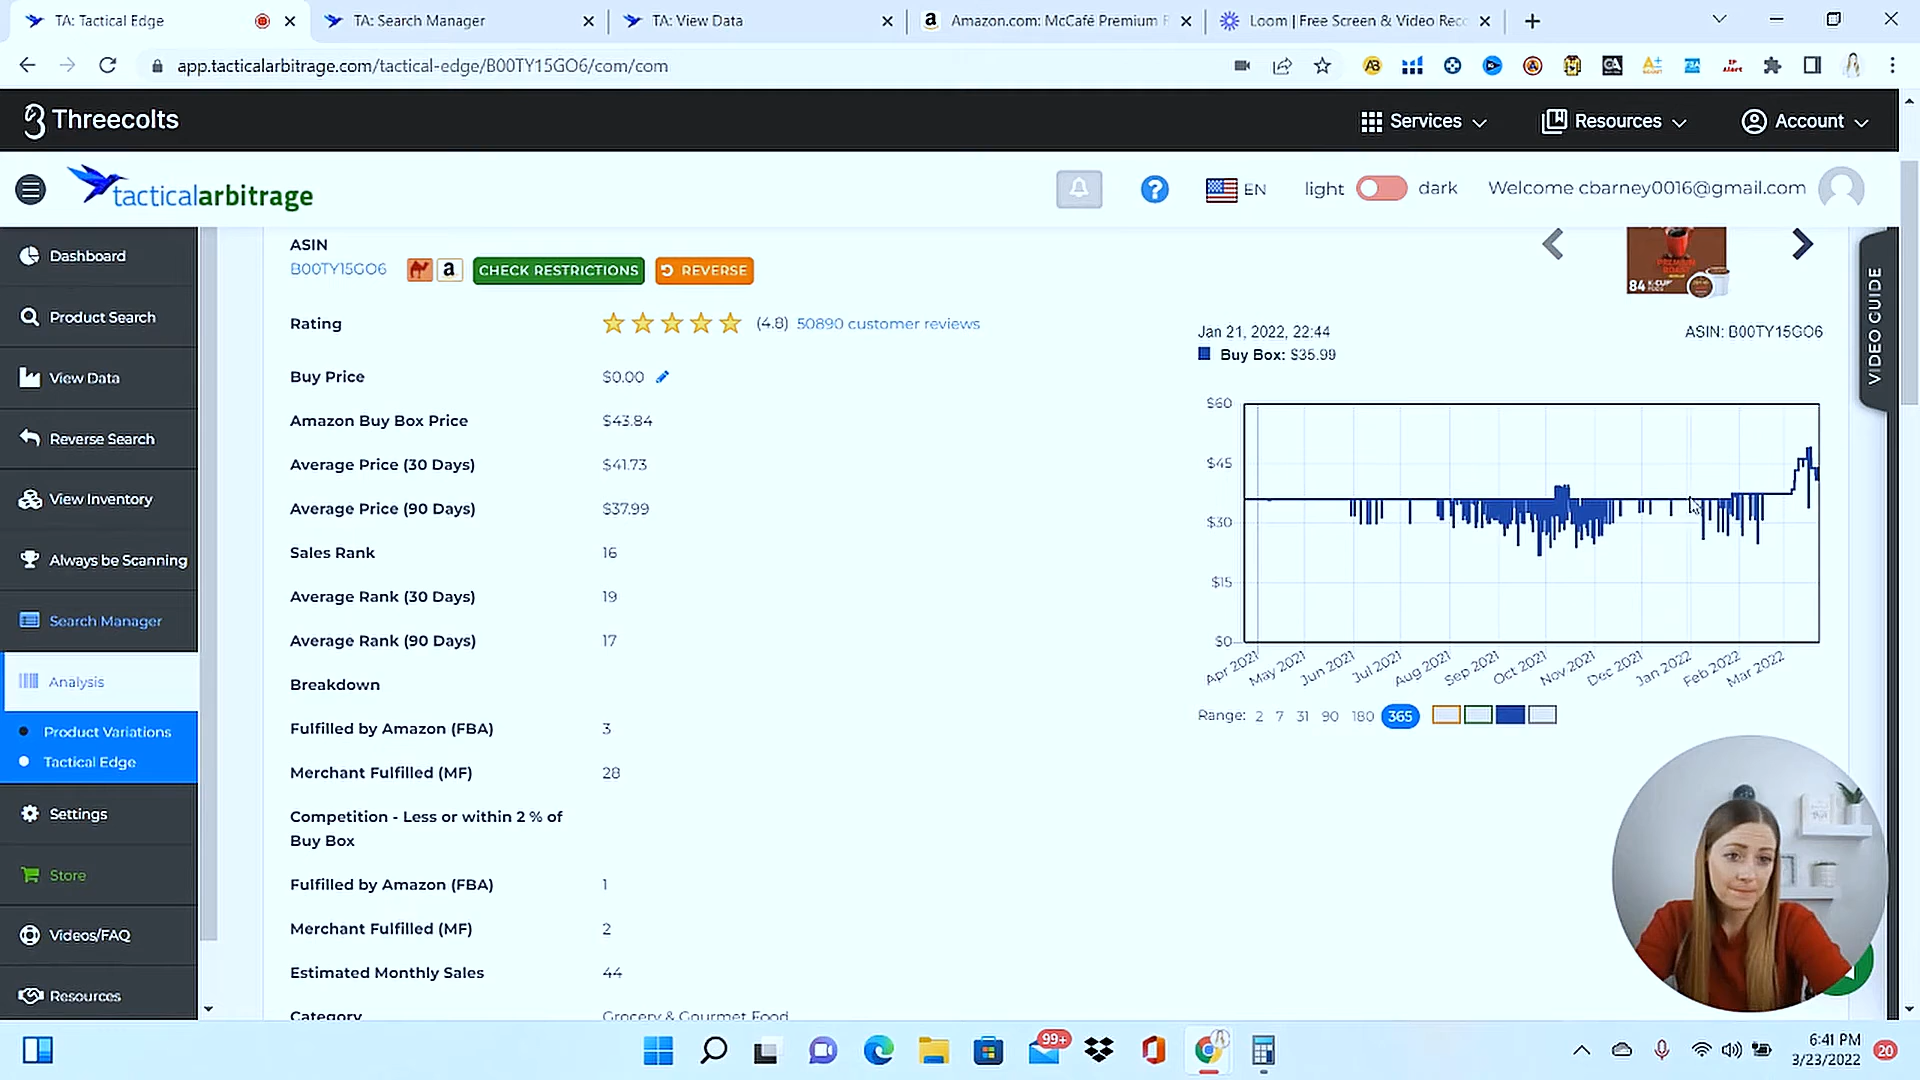 TA: Tactical Edge
TA: Search Manager
TA: View Data
Amazon.com: McCafé Premium R
Loom | Free Screen & Video Reco
app.tacticalarbitrage.com/tactical-edge/B00TY15GO6/com/com
Threecolts
Services
Resources
Account
tacticalarbitrage
EN
light
dark
Welcome cbarney0016@gmail.com
Dashboard
Product Search
View Data
Reverse Search
View Inventory
Always be Scanning
Search Manager
Analysis
Product Variations
Tactical Edge
Settings
Store
Videos/FAQ
Resources
ASIN
B00TY15GO6
CHECK RESTRICTIONS
REVERSE
Rating
(4.8) 50890 customer reviews
Buy Price
$0.00
Amazon Buy Box Price
$43.84
Average Price (30 Days)
$41.73
Average Price (90 Days)
$37.99
Sales Rank
16
Average Rank (30 Days)
19
Average Rank (90 Days)
17
Breakdown
Fulfilled by Amazon (FBA)
3
Merchant Fulfilled (MF)
28
Competition - Less or within 2 % of
Buy Box
Fulfilled by Amazon (FBA)
1
Merchant Fulfilled (MF)
2
Estimated Monthly Sales
44
Category
Grocery & Gourmet Food
PREMIUM
ROAST
84 K-CUP
PODS
VIDEO GUIDE
Jan 21, 2022, 22:44
ASIN: B00TY15GO6
Buy Box: $35.99
$60
$45
$30
$15
$0
Apr 2021
May 2021
Jun 2021
Jul 2021
Aug 2021
Sep 2021
Oct 2021
Nov 2021
Dec 2021
Jan 2022
Feb 2022
Mar 2022
Range: 2 7 31 90 180 365
99+
6:41 PM
3/23/2022
20